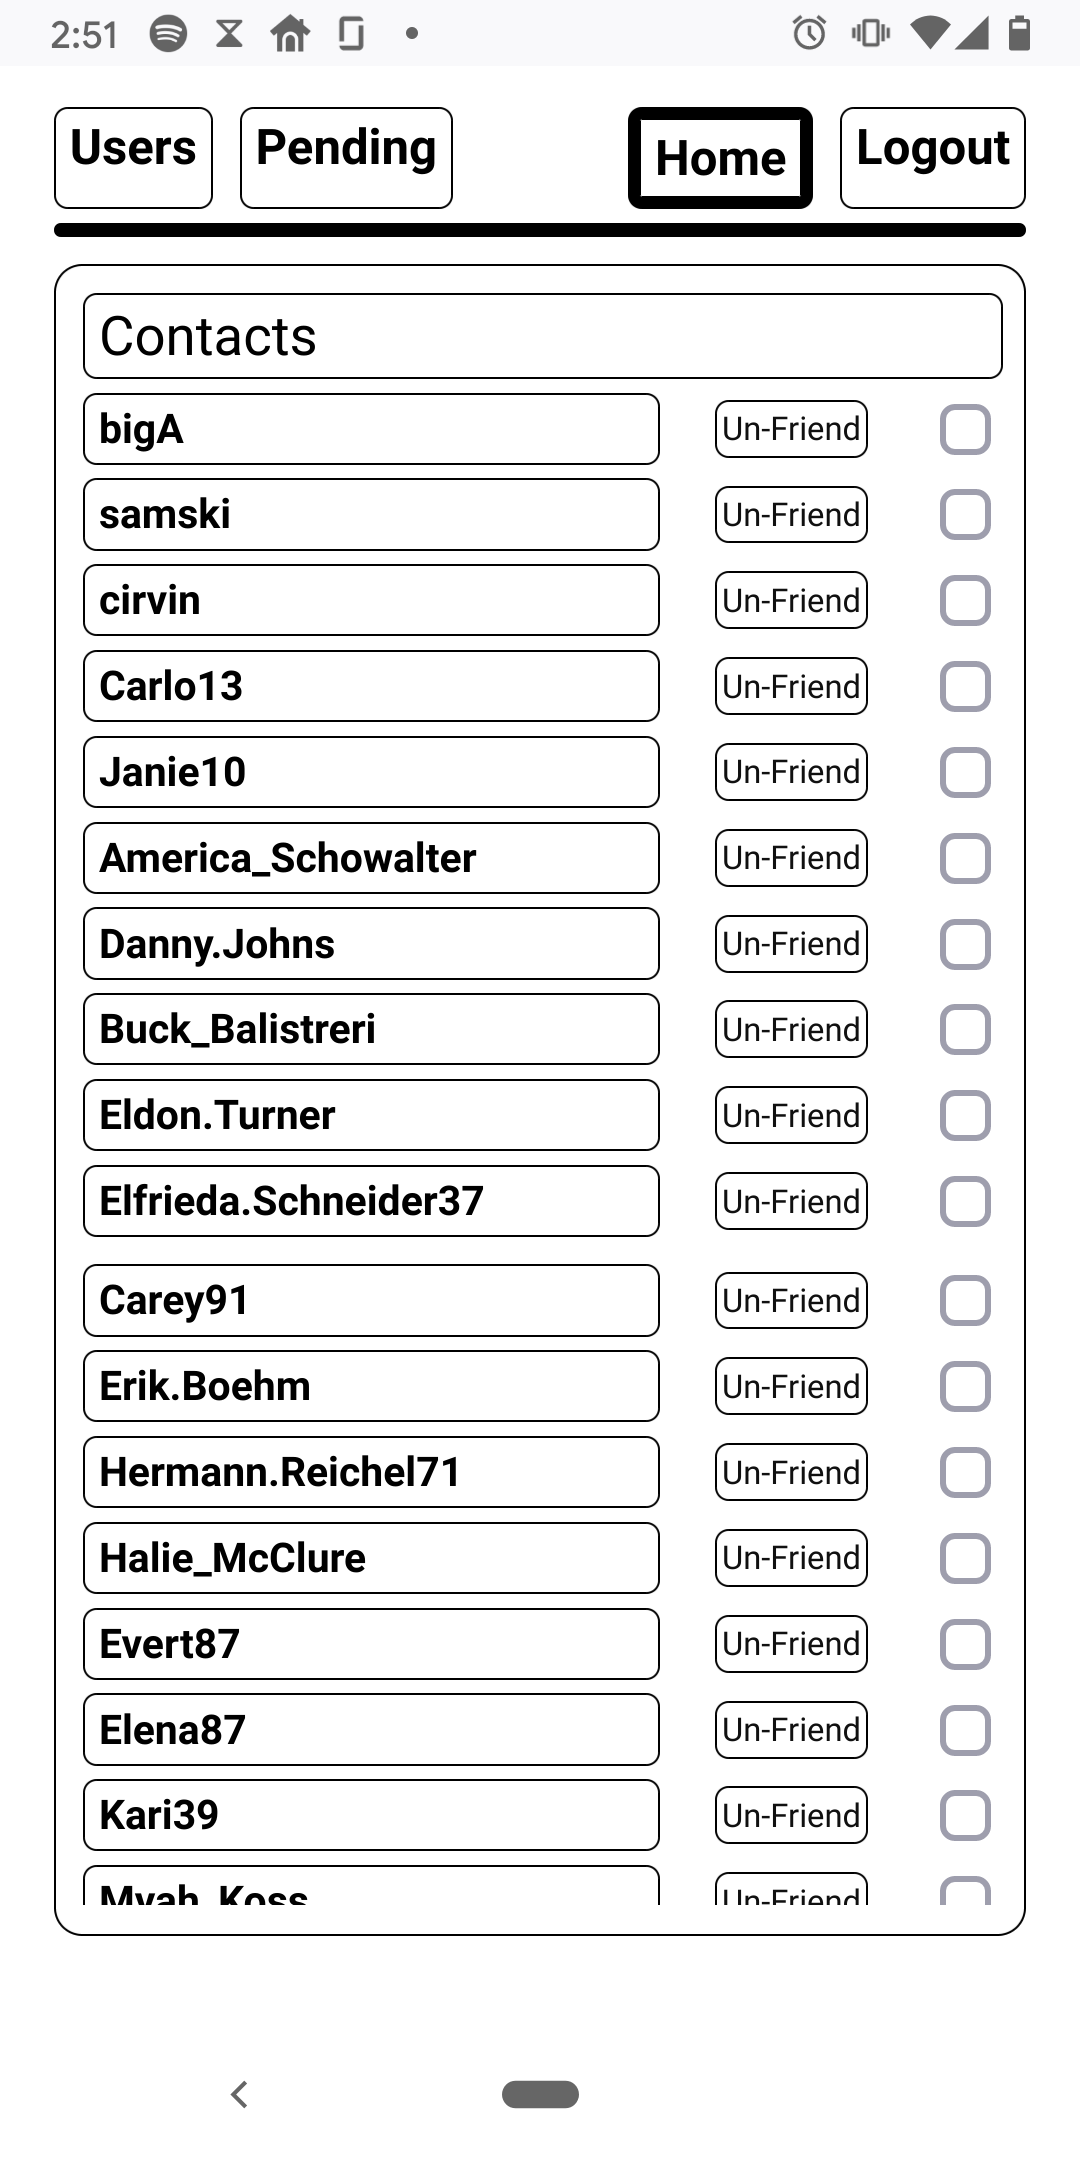 2:51
Users Pending Home Logout
Contacts
bigA Un-Friend
samski Un-Friend
cirvin Un-Friend
Carlo13 Un-Friend
Janie10 Un-Friend
America_Schowalter Un-Friend
Danny.Johns Un-Friend
Buck_Balistreri Un-Friend
Eldon.Turner Un-Friend
Elfrieda.Schneider37 Un-Friend
Carey91 Un-Friend
Erik.Boehm Un-Friend
Hermann.Reichel71 Un-Friend
Halie_McClure Un-Friend
Evert87 Un-Friend
Elena87 Un-Friend
Kari39 Un-Friend
Myah_Koss Un-Friend